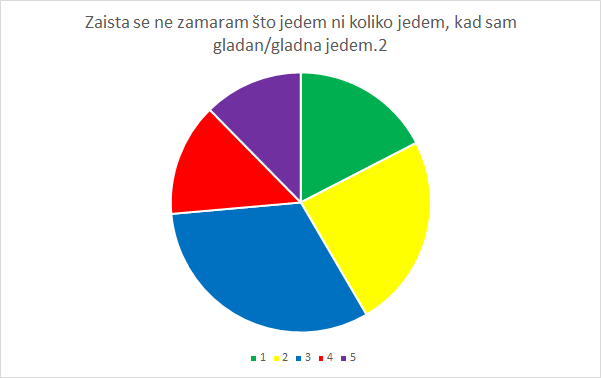 Zaista se ne zamaram što jedem ni koliko jedem, kad sam
gladan/gladna jedem.2
1 2 3 4 5